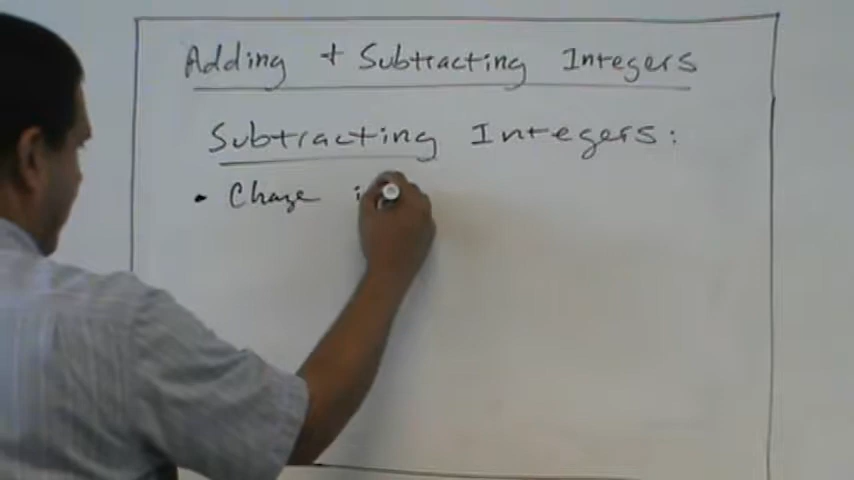 Adding + Subtracting Integers
Subtracting Integers:
• Change